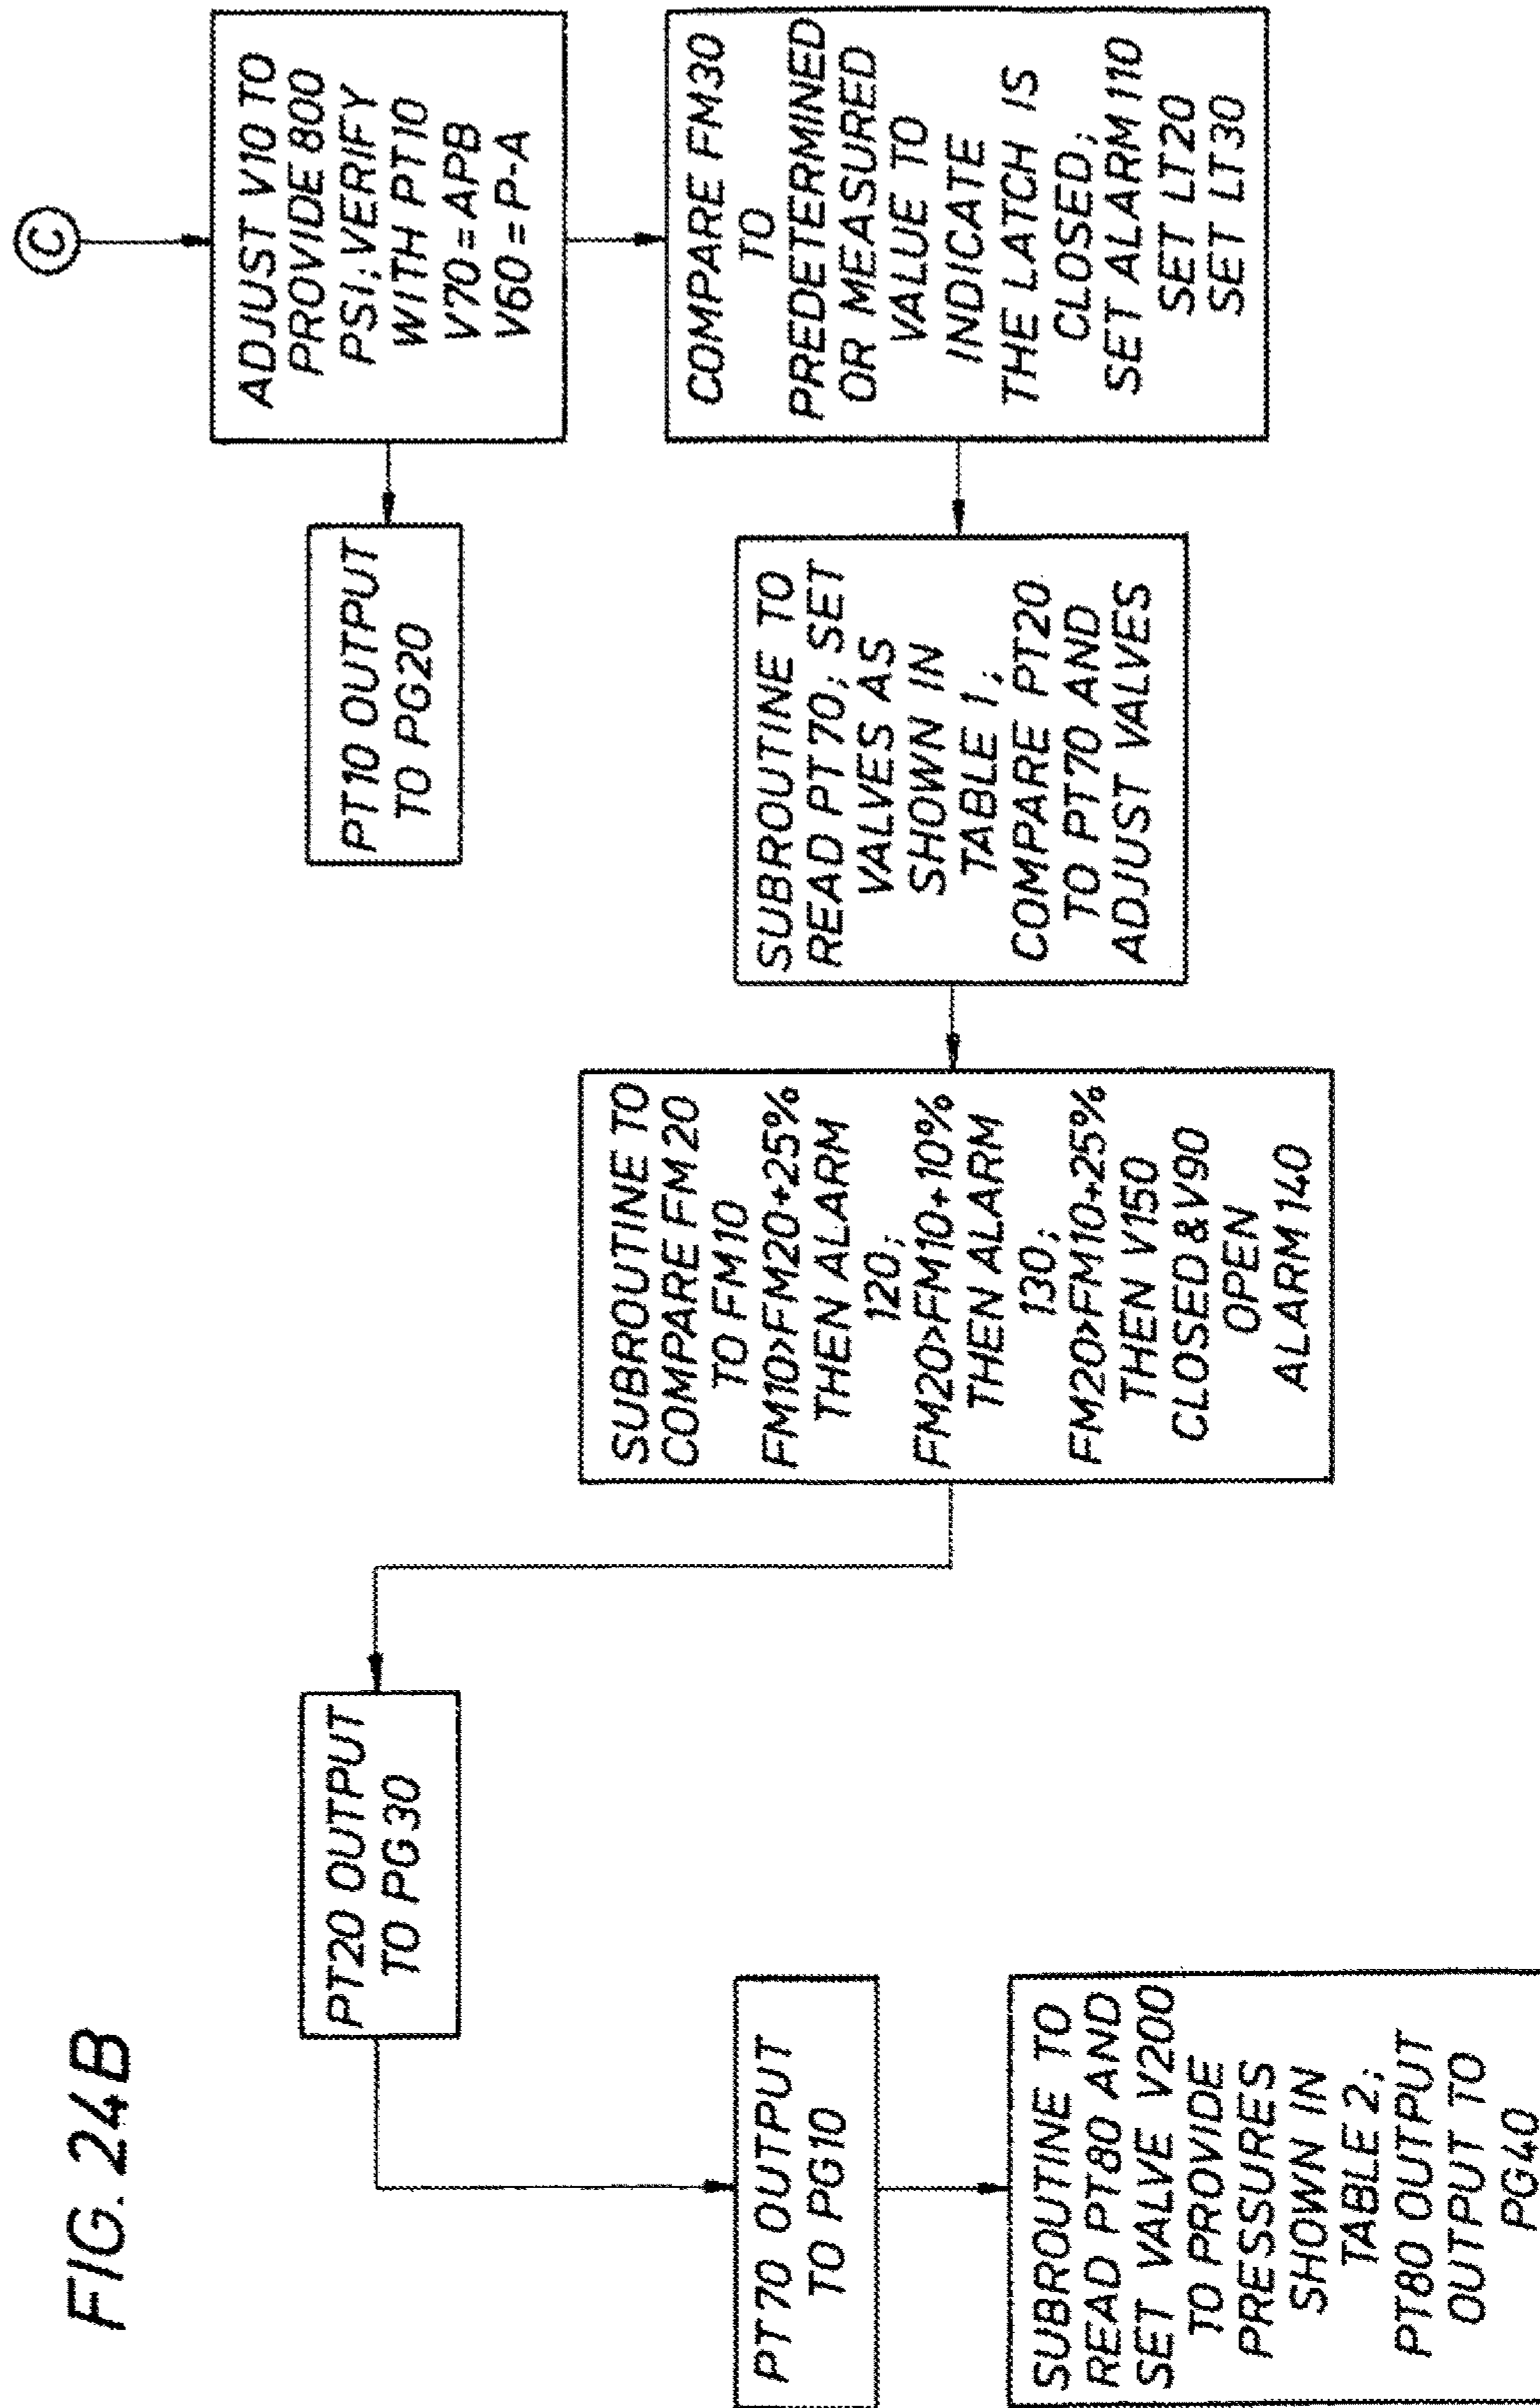 FIG. 24B
C
ADJUST V10 TO
PROVIDE 800
PSI; VERIFY
WITH PT10
V70 = APB
V60 = P-A
PT10 OUTPUT
TO PG20
COMPARE FM30
TO
PREDETERMINED
OR MEASURED
VALUE TO
INDICATE
THE LATCH IS
CLOSED;
SET ALARM 110
SET LT20
SET LT30
SUBROUTINE TO
READ PT70; SET
VALVES AS
SHOWN IN
TABLE 1;
COMPARE PT20
TO PT70 AND
ADJUST VALVES
SUBROUTINE TO
COMPARE FM20
TO FM10
FM10>FM20+25%
THEN ALARM
120;
FM20>FM10+10%
THEN ALARM
130;
FM20>FM10+25%
THEN V150
CLOSED & V90
OPEN
ALARM 140
PT20 OUTPUT
TO PG30
PT70 OUTPUT
TO PG10
SUBROUTINE TO
READ PT80 AND
SET VALVE V200
TO PROVIDE
PRESSURES
SHOWN IN
TABLE 2;
PT80 OUTPUT
OUTPUT TO
PG40